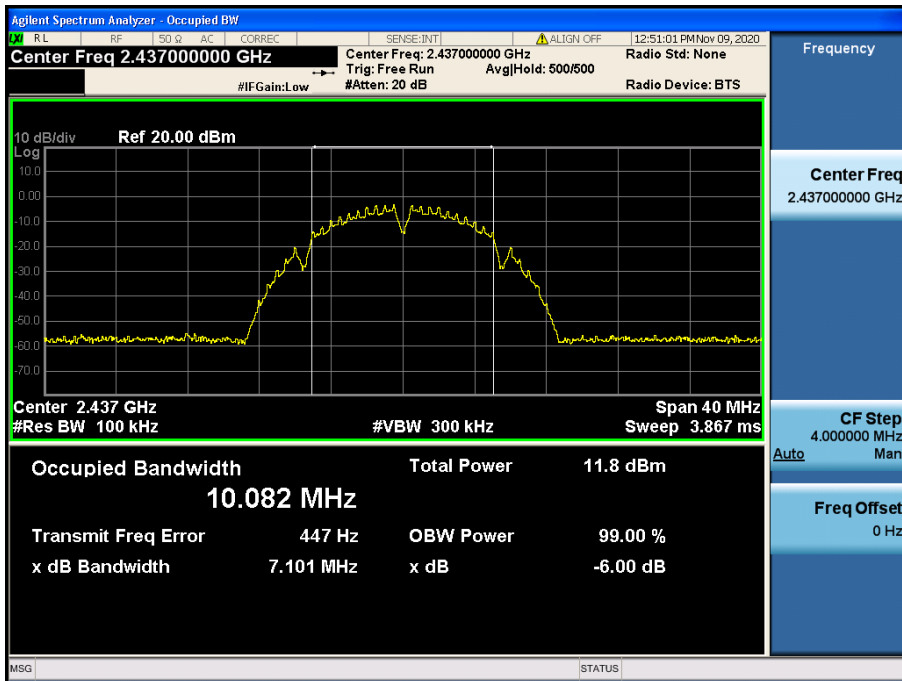 Agilent Spectrum Analyzer - Occupied BW
LXI RL RF 50 Ω AC CORREC SENSE:INT ALIGN OFF 12:51:01 PM Nov 09, 2020
Center Freq 2.437000000 GHz Center Freq: 2.437000000 GHz Radio Std: None
Trig: Free Run Avg|Hold: 500/500
#IFGain:Low #Atten: 20 dB Radio Device: BTS
10 dB/div Ref 20.00 dBm
Log
10.0
0.00
-10.0
-20.0
-30.0
-40.0
-50.0
-60.0
-70.0
Center 2.437 GHz Span 40 MHz
#Res BW 100 kHz #VBW 300 kHz Sweep 3.867 ms
Occupied Bandwidth Total Power 11.8 dBm
10.082 MHz
Transmit Freq Error 447 Hz OBW Power 99.00 %
x dB Bandwidth 7.101 MHz x dB -6.00 dB
MSG STATUS
Frequency
Center Freq
2.437000000 GHz
CF Step
4.000000 MHz
Auto Man
Freq Offset
0 Hz